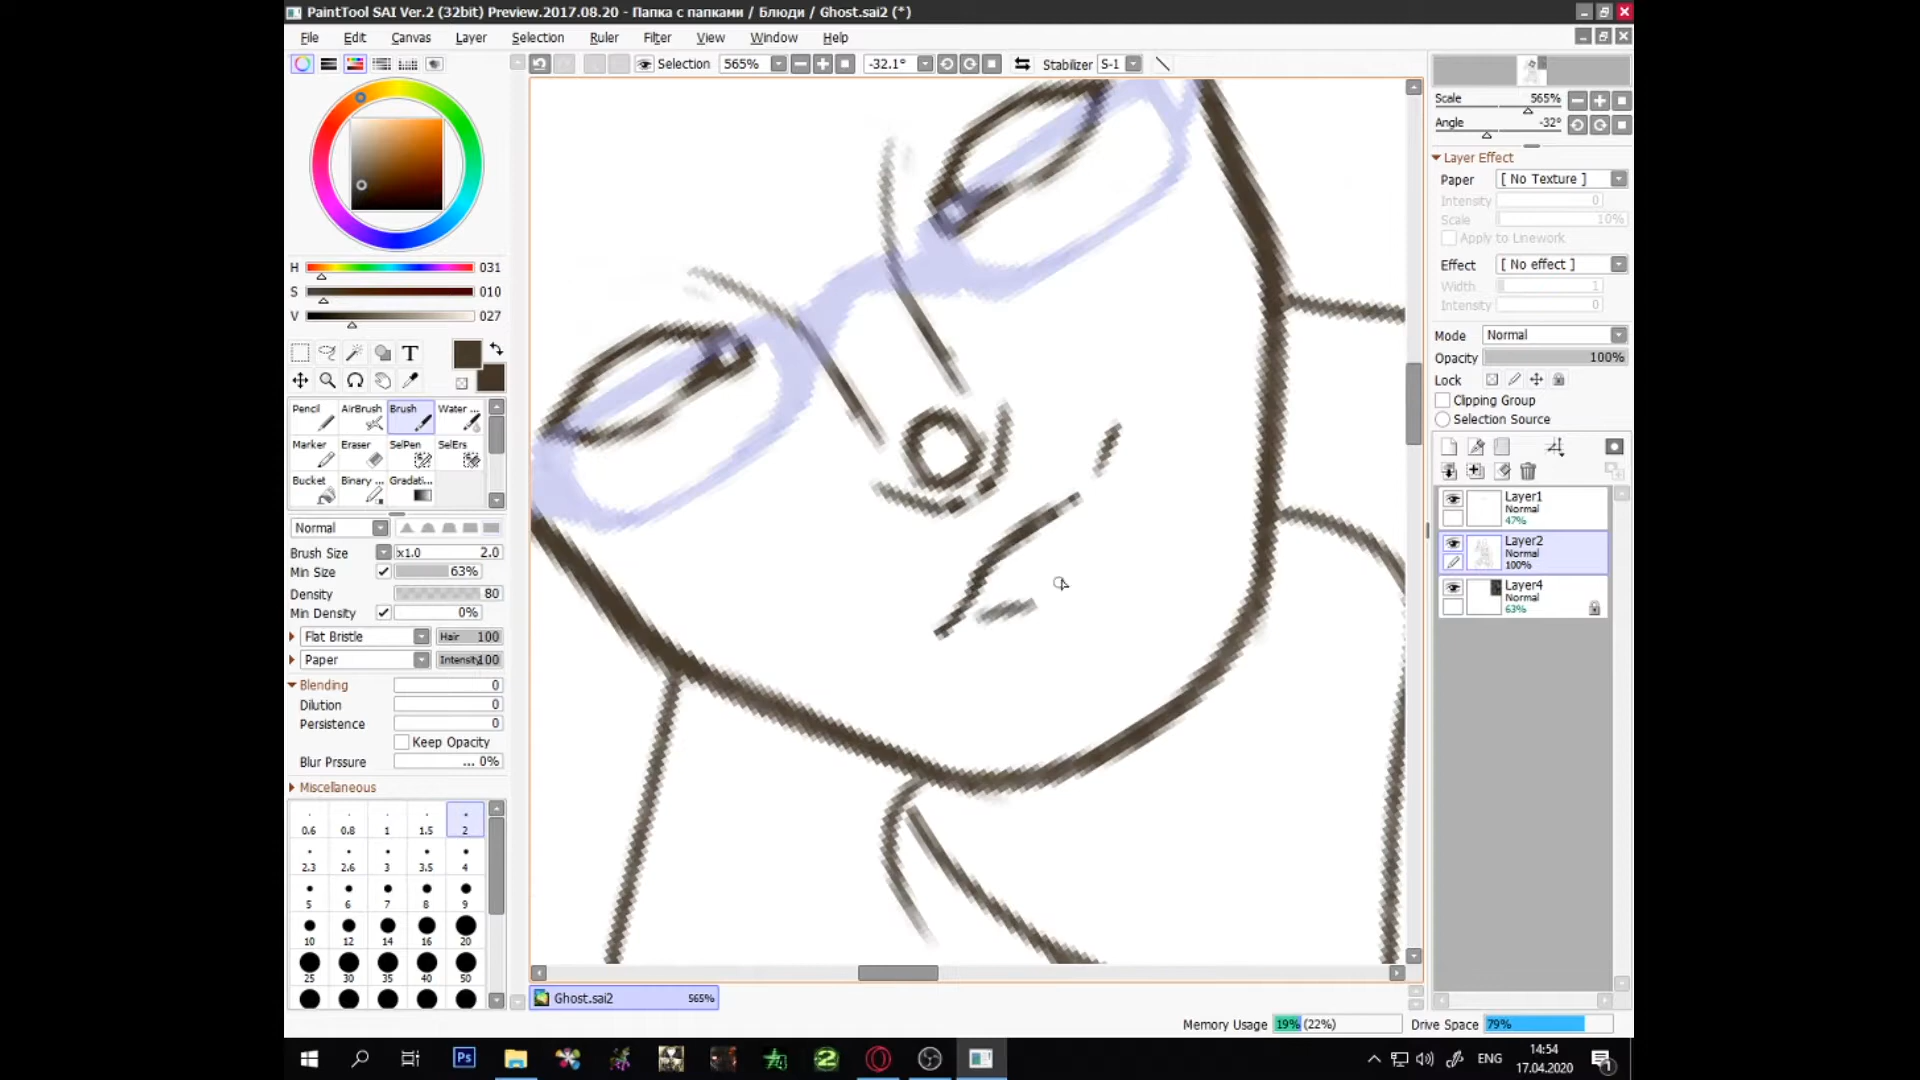 PaintTool SAI Ver.2 (32bit) Preview.2017.08.20 - Папка с папками / Блюди / Ghost.sai2 (*)
File Edit Canvas Layer Selection Ruler Filter View Window Help
Selection 565% -32.1° Stabilizer S-1
Scale 565%
Angle -32°
H 031
S 010
V 027
T
Pencil AirBrush Brush Water ...
Marker Eraser SelPen SelErs
Bucket Binary ... Gradati...
Normal
Brush Size x1.0 2.0
Min Size 63%
Density 80
Min Density 0%
Flat Bristle Hair 100
Paper Intensity 100
Blending 0
Dilution 0
Persistence 0
Keep Opacity
Blur Prssure ... 0%
Miscellaneous
0.6 0.8 1 1.5 2
2.3 2.6 3 3.5 4
5 6 7 8 9
10 12 14 16 20
25 30 35 40 50
Layer Effect
Paper [ No Texture ]
Intensity 0
Scale 10%
Apply to Linework
Effect [ No effect ]
Width 1
Intensity 0
Mode Normal
Opacity 100%
Lock
Clipping Group
Selection Source
Layer1
Normal
47%
Layer2
Normal
100%
Layer4
Normal
63%
Ghost.sai2 565%
Memory Usage 19% (22%) Drive Space 79%
Ps
2
ENG
14:54
17.04.2020
1